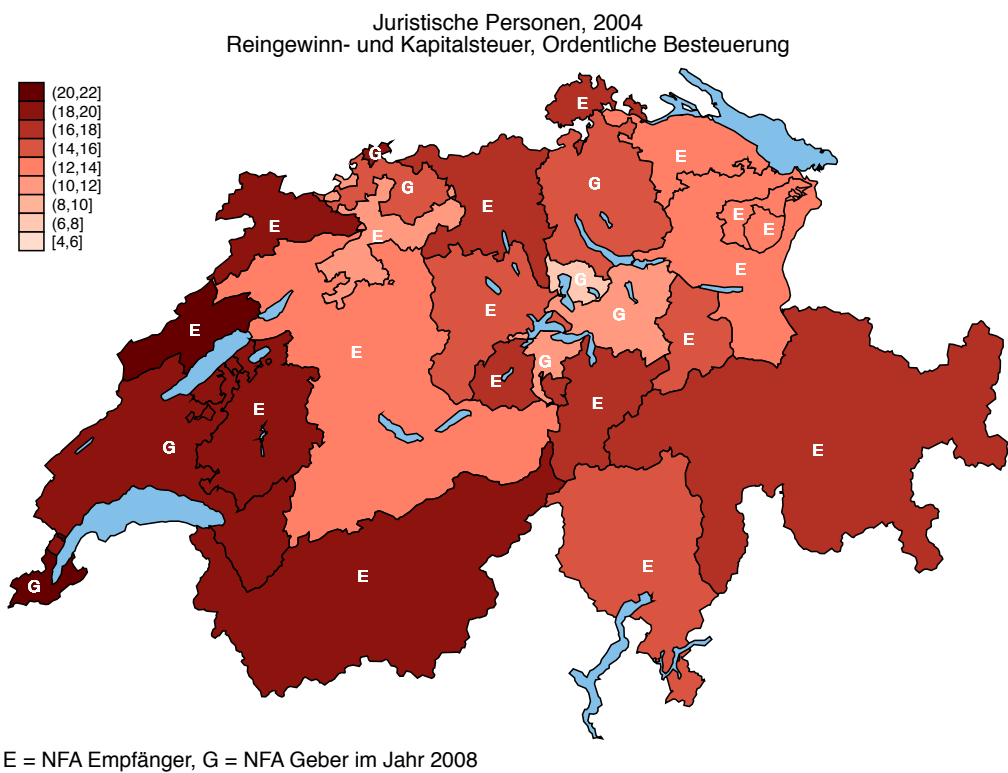 Juristische Personen, 2004
Reingewinn- und Kapitalsteuer, Ordentliche Besteuerung
(20,22]
(18,20]
(16,18]
(14,16]
(12,14]
(10,12]
(8,10]
(6,8]
[4,6]
E
G
E
G
G
E
E
E
E
E
E
G
E
E
G
E
E
E
G
E
E
E
G
E
E
E
G
E = NFA Empfänger, G = NFA Geber im Jahr 2008